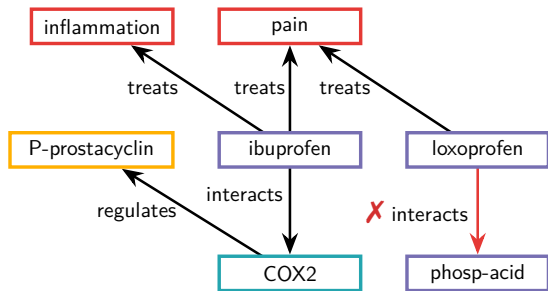 inflammation
pain
treats
treats
treats
P-prostacyclin
ibuprofen
loxoprofen
regulates
interacts
✗ interacts
COX2
phosp-acid